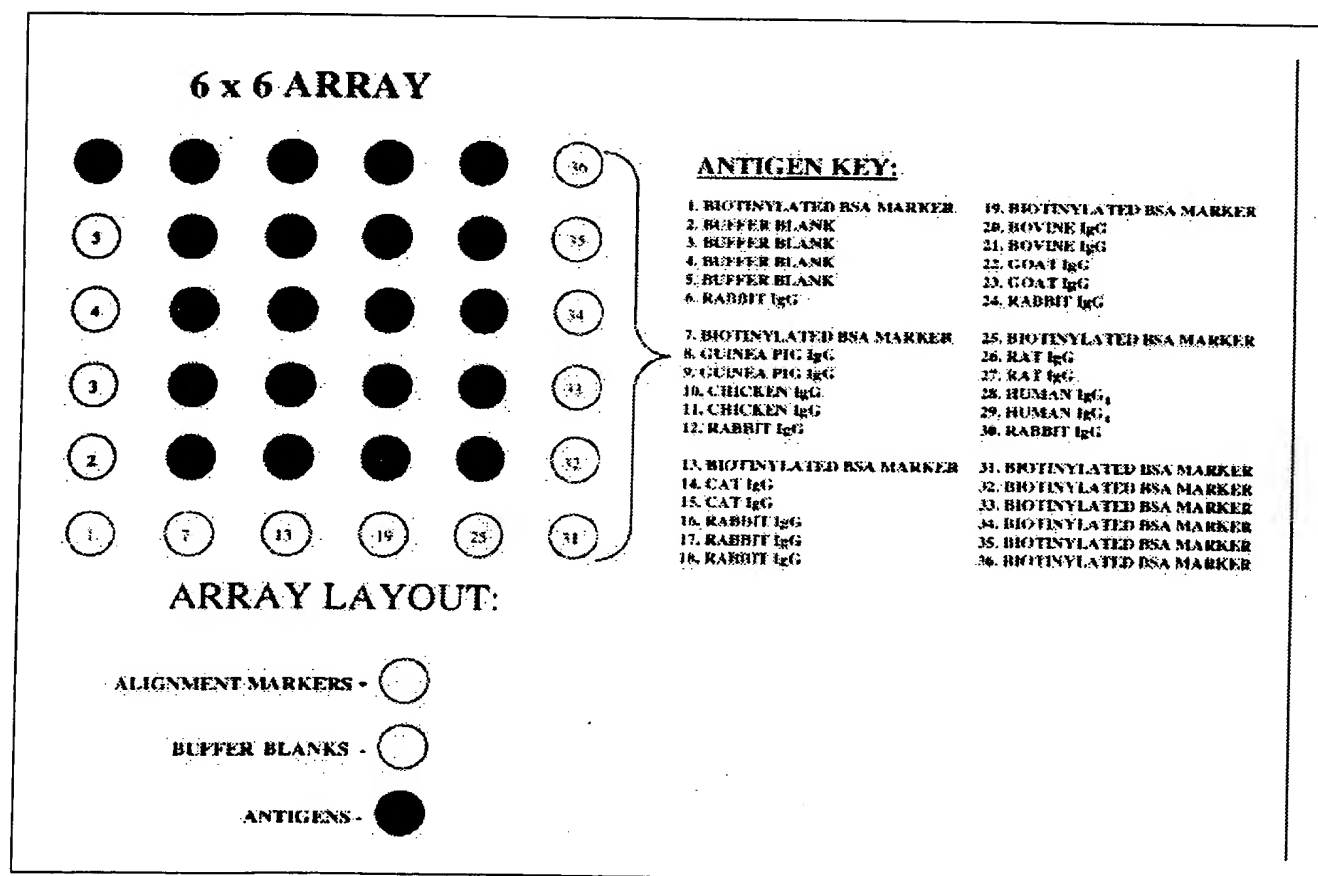 6 x 6 ARRAY
36
5
35
4
34
3
33
2
32
1
7
13
19
25
31
ANTIGEN KEY:
1. BIOTINYLATED BSA MARKER
2. BUFFER BLANK
3. BUFFER BLANK
4. BUFFER BLANK
5. BUFFER BLANK
6. RABBIT IgG
7. BIOTINYLATED BSA MARKER
8. GUINEA PIG IgG
9. GUINEA PIG IgG
10. CHICKEN IgG
11. CHICKEN IgG
12. RABBIT IgG
13. BIOTINYLATED BSA MARKER
14. CAT IgG
15. CAT IgG
16. RABBIT IgG
17. RABBIT IgG
18. RABBIT IgG
19. BIOTINYLATED BSA MARKER
20. BOVINE IgG
21. BOVINE IgG
22. GOAT IgG
23. GOAT IgG
24. RABBIT IgG
25. BIOTINYLATED BSA MARKER
26. RAT IgG
27. RAT IgG
28. HUMAN
29. HUMAN
30. RABBIT IgG
31. BIOTINYLATED BSA MARKER
32. BIOTINYLATED BSA MARKER
33. BIOTINYLATED BSA MARKER
34. BIOTINYLATED BSA MARKER
35. BIOTINYLATED BSA MARKER
36. BIOTINYLATED BSA MARKER
ARRAY LAYOUT:
ALIGNMENT MARKERS -
BUFFER BLANKS -
ANTIGENS -